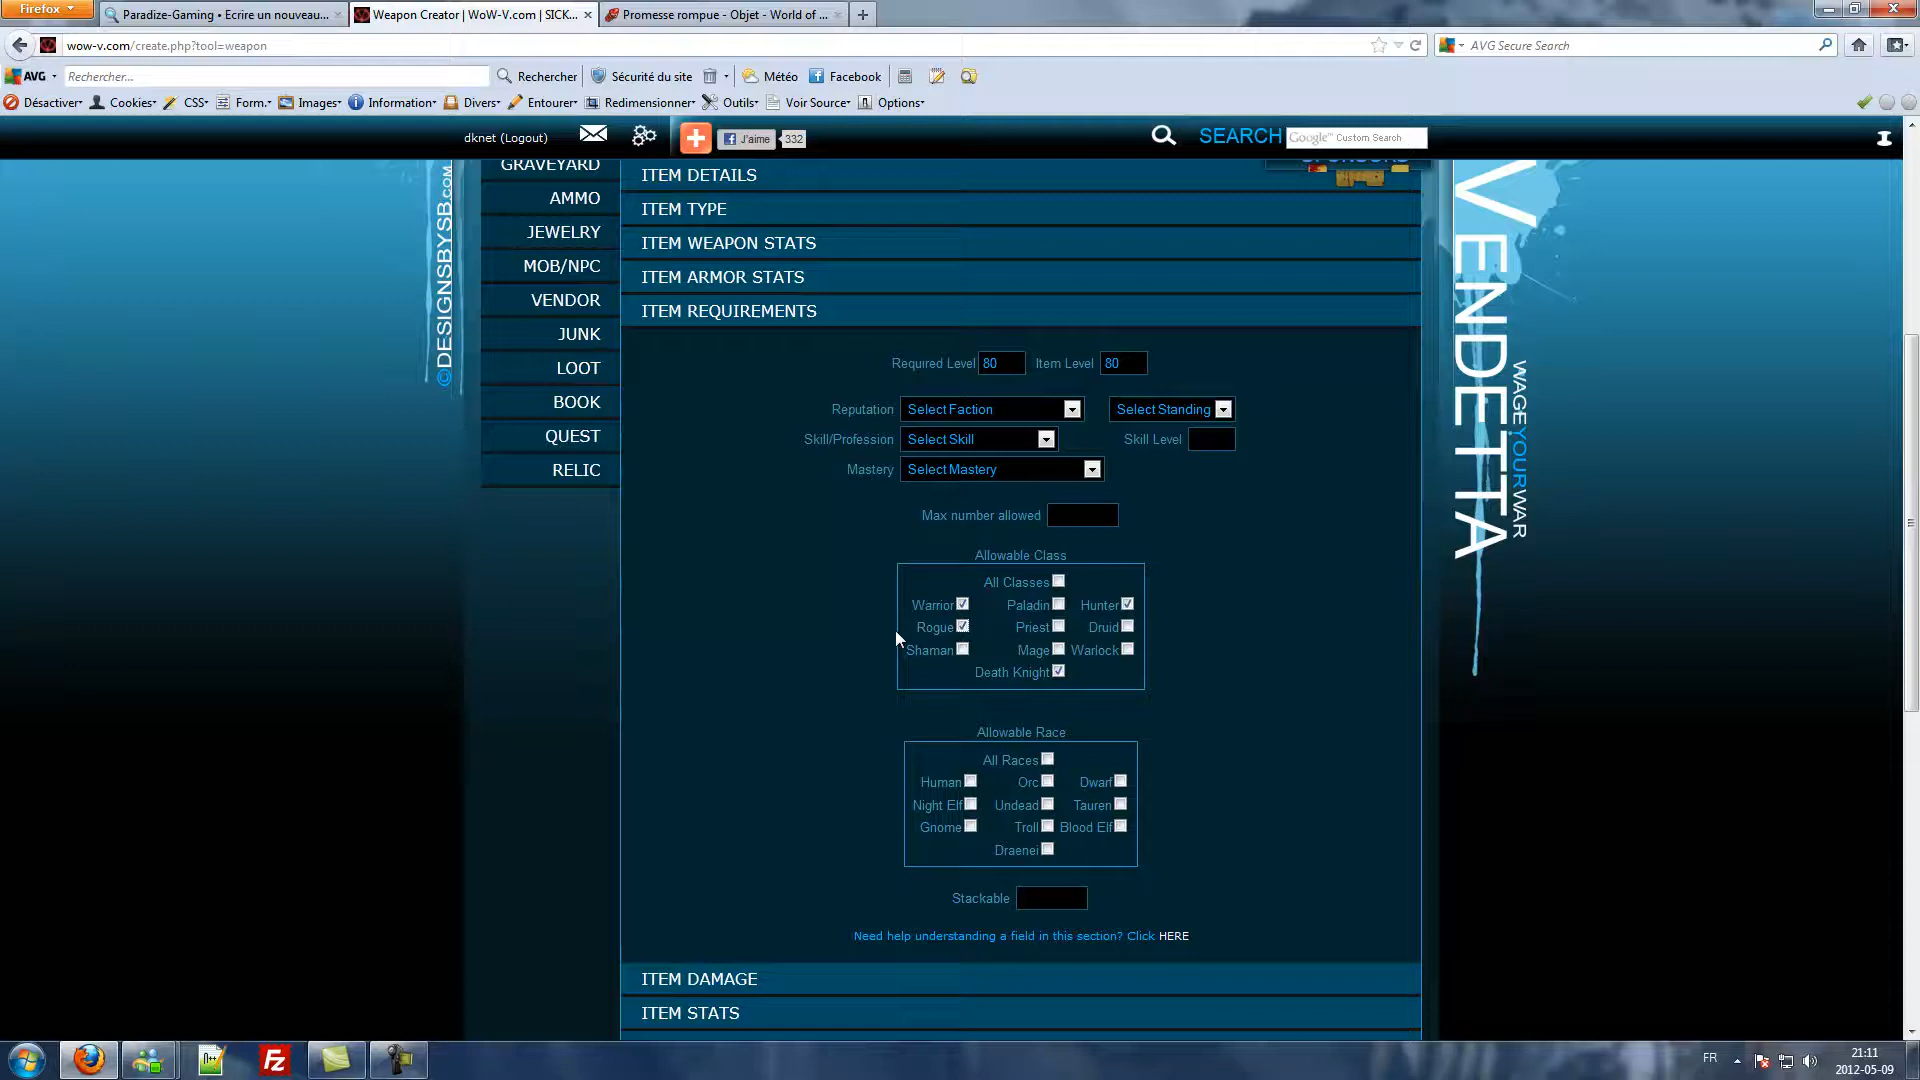 Firefox
Paradize-Gaming • Ecrire un nouveau...
Weapon Creator | WoW-V.com | SICK...
Promesse rompue - Objet - World of ...
wow-v.com/create.php?tool=weapon
AVG Secure Search
AVG
Rechercher...
Rechercher
Sécurité du site
Météo
Facebook
Désactiver
Cookies
CSS
Form.
Images
Information
Divers
Entourer
Redimensionner
Outils
Voir Source
Options
dknet (Logout)
J'aime
332
SEARCH
Google™ Custom Search
GRAVEYARD
AMMO
JEWELRY
MOB/NPC
VENDOR
JUNK
LOOT
BOOK
QUEST
RELIC
©DESIGNSBYSB.COM
ITEM DETAILS
ITEM TYPE
ITEM WEAPON STATS
ITEM ARMOR STATS
ITEM REQUIREMENTS
Required Level 80 Item Level 80
Reputation Select Faction Select Standing
Skill/Profession Select Skill Skill Level
Mastery Select Mastery
Max number allowed
Allowable Class
All Classes
Warrior Paladin Hunter
Rogue Priest Druid
Shaman Mage Warlock
Death Knight
Allowable Race
All Races
Human Orc Dwarf
Night Elf Undead Tauren
Gnome Troll Blood Elf
Draenei
Stackable
Need help understanding a field in this section? Click HERE
ITEM DAMAGE
ITEM STATS
VENDETTA
WAGEYOURWAR
FR
21:11
2012-05-09